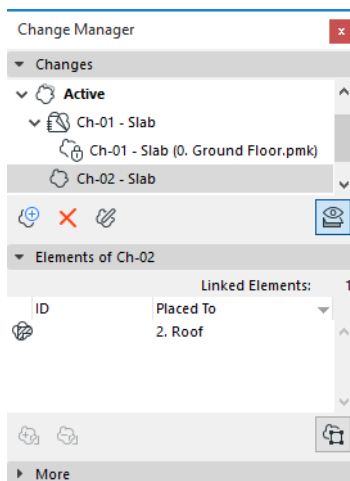 Change Manager
x
Changes
Active
Ch-01 - Slab
Ch-01 - Slab (0. Ground Floor.pmk)
Ch-02 - Slab
Elements of Ch-02
Linked Elements: 1
ID Placed To
2. Roof
More